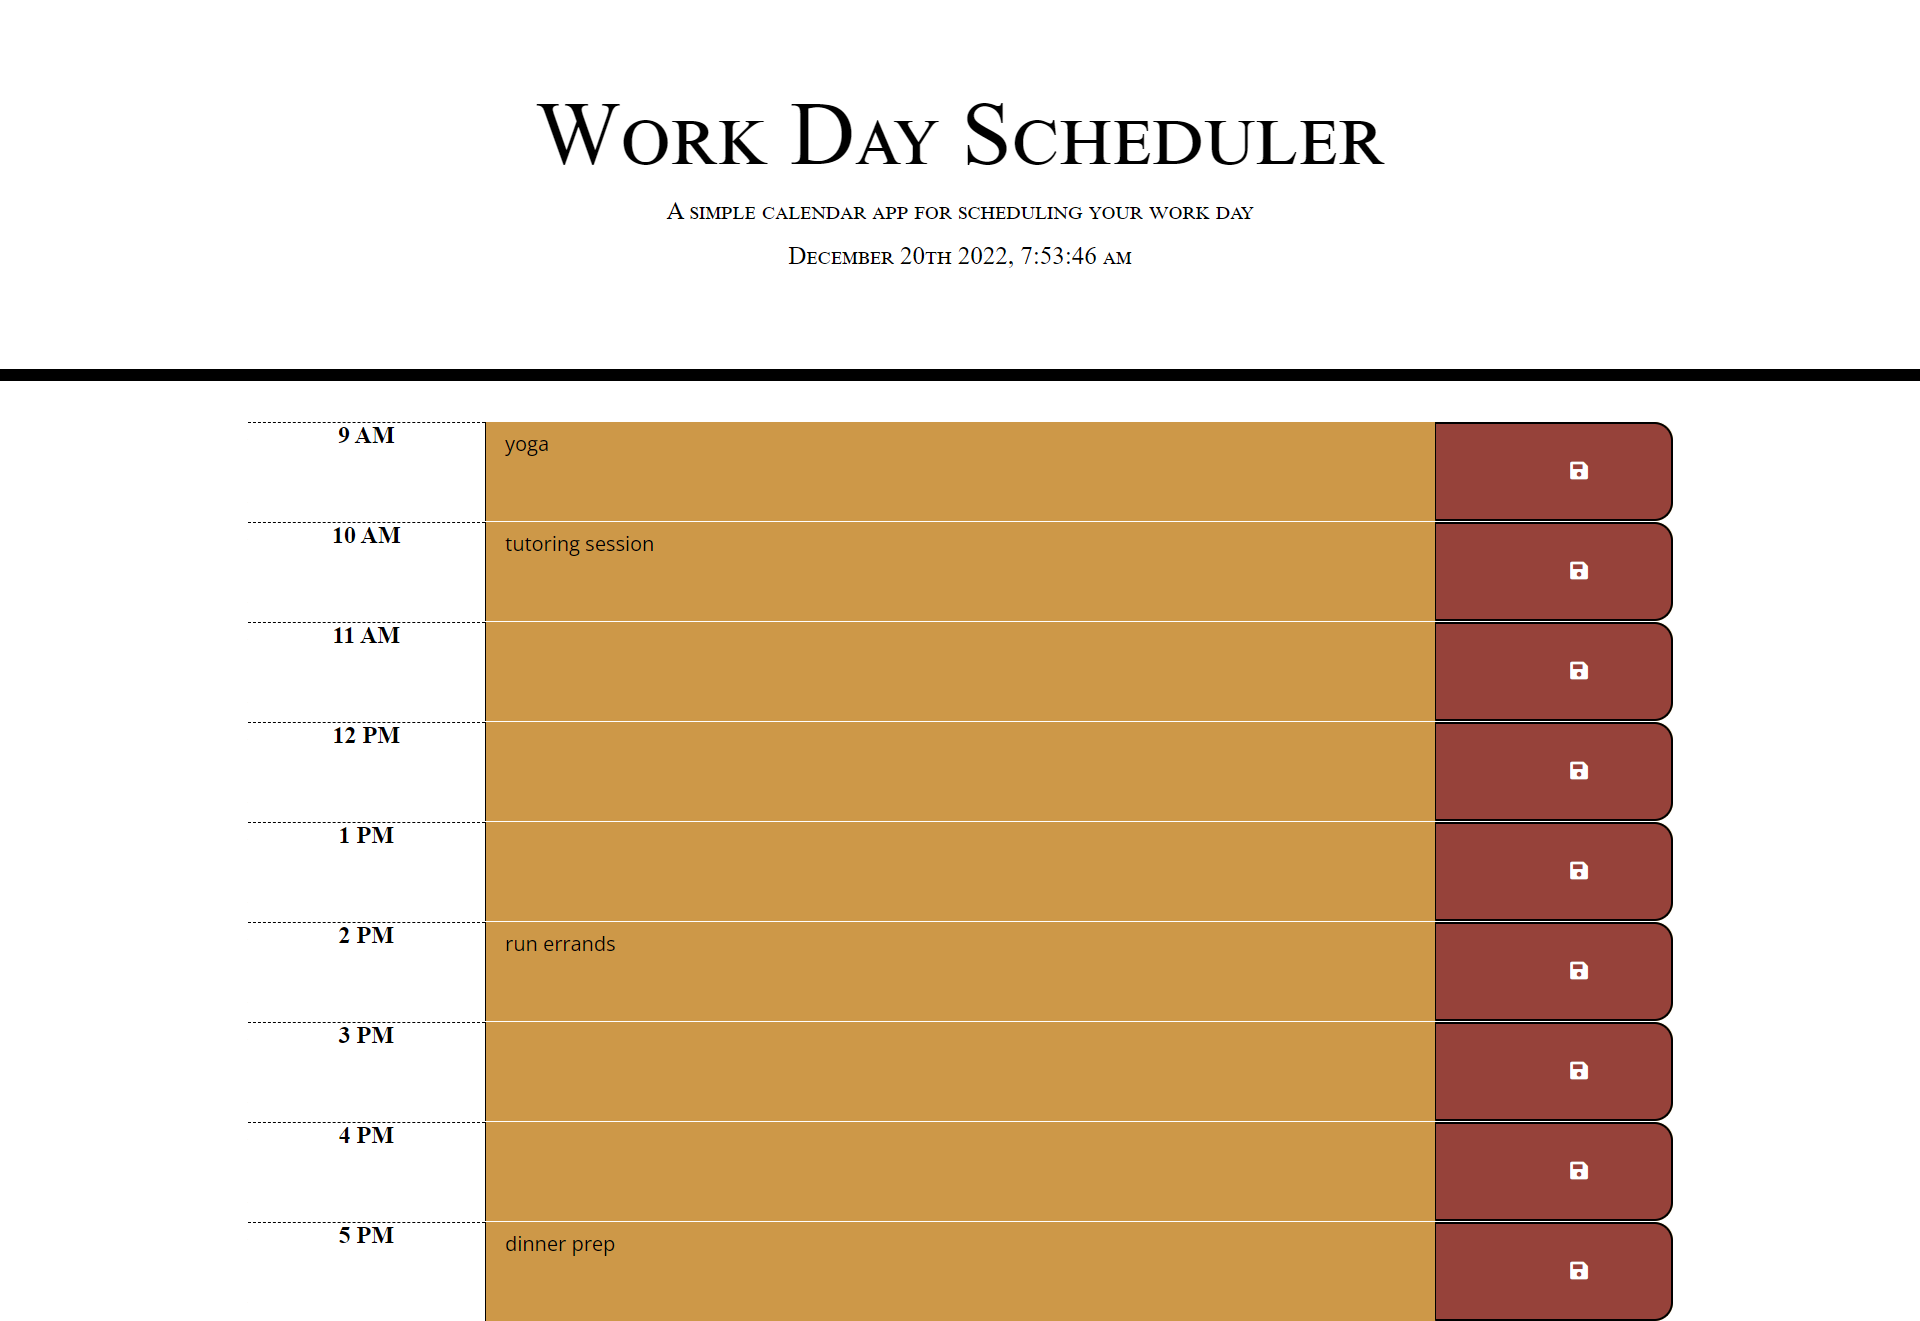 Work Day Scheduler
A simple calendar app for scheduling your work day
December 20th 2022, 7:53:46 am
9 AM yoga
10 AM tutoring session
11 AM
12 PM
1 PM
2 PM run errands
3 PM
4 PM
5 PM dinner prep